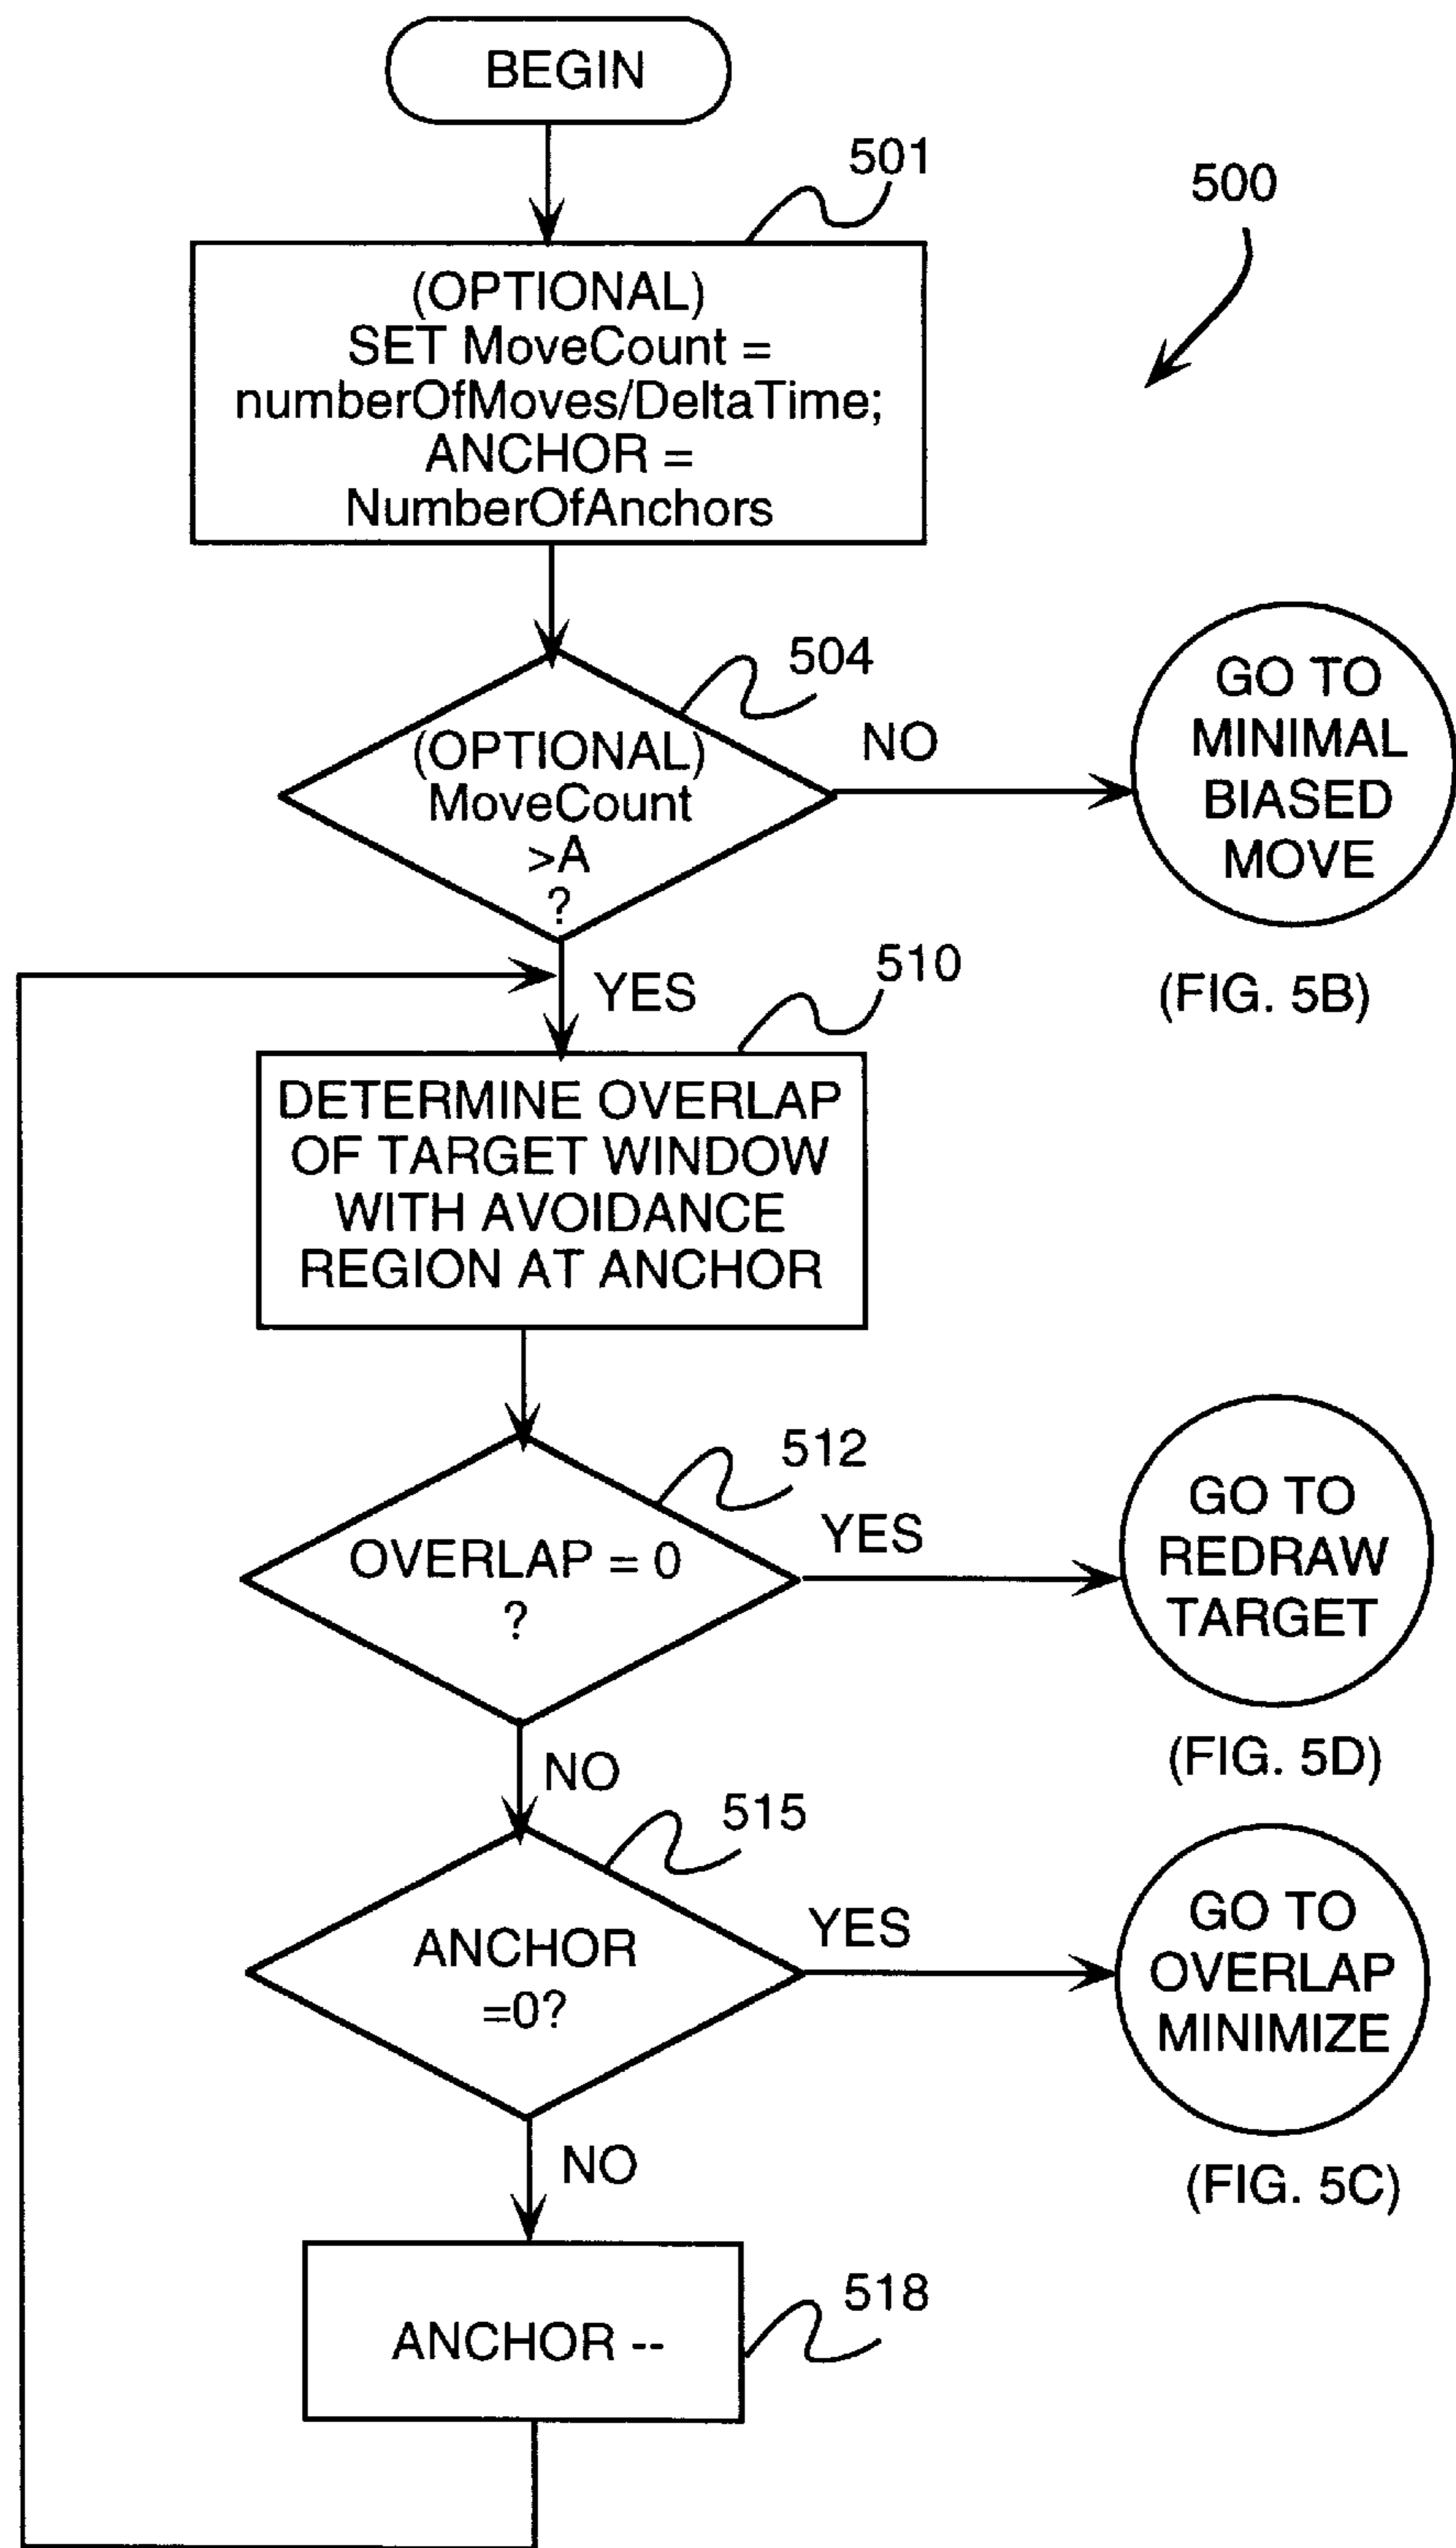 BEGIN
501
500
(OPTIONAL)
SET MoveCount =
numberOfMoves/DeltaTime;
ANCHOR =
NumberOfAnchors
504
(OPTIONAL)
MoveCount
>A
?
NO
GO TO
MINIMAL
BIASED
MOVE
(FIG. 5B)
YES
510
DETERMINE OVERLAP
OF TARGET WINDOW
WITH AVOIDANCE
REGION AT ANCHOR
512
OVERLAP = 0
?
YES
GO TO
REDRAW
TARGET
(FIG. 5D)
NO
515
ANCHOR
=0?
YES
GO TO
OVERLAP
MINIMIZE
(FIG. 5C)
NO
518
ANCHOR --